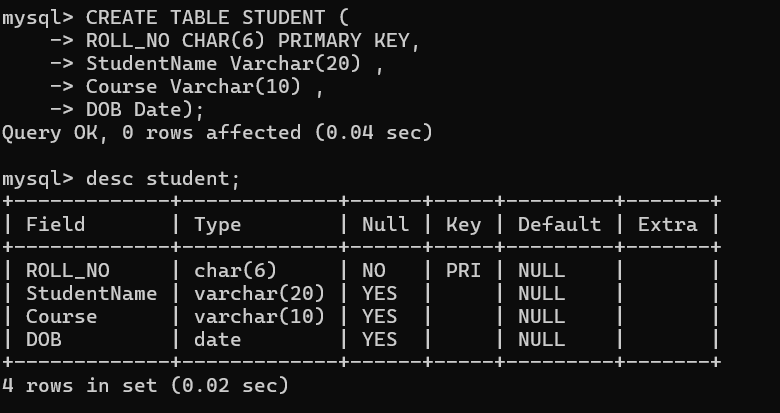 mysql> CREATE TABLE STUDENT (
    -> ROLL_NO CHAR(6) PRIMARY KEY,
    -> StudentName Varchar(20) ,
    -> Course Varchar(10) ,
    -> DOB Date);
Query OK, 0 rows affected (0.04 sec)

mysql> desc student;
+-------------+-------------+------+-----+---------+-------+
| Field       | Type        | Null | Key | Default | Extra |
+-------------+-------------+------+-----+---------+-------+
| ROLL_NO     | char(6)     | NO   | PRI | NULL    |       |
| StudentName | varchar(20) | YES  |     | NULL    |       |
| Course      | varchar(10) | YES  |     | NULL    |       |
| DOB         | date        | YES  |     | NULL    |       |
+-------------+-------------+------+-----+---------+-------+
4 rows in set (0.02 sec)